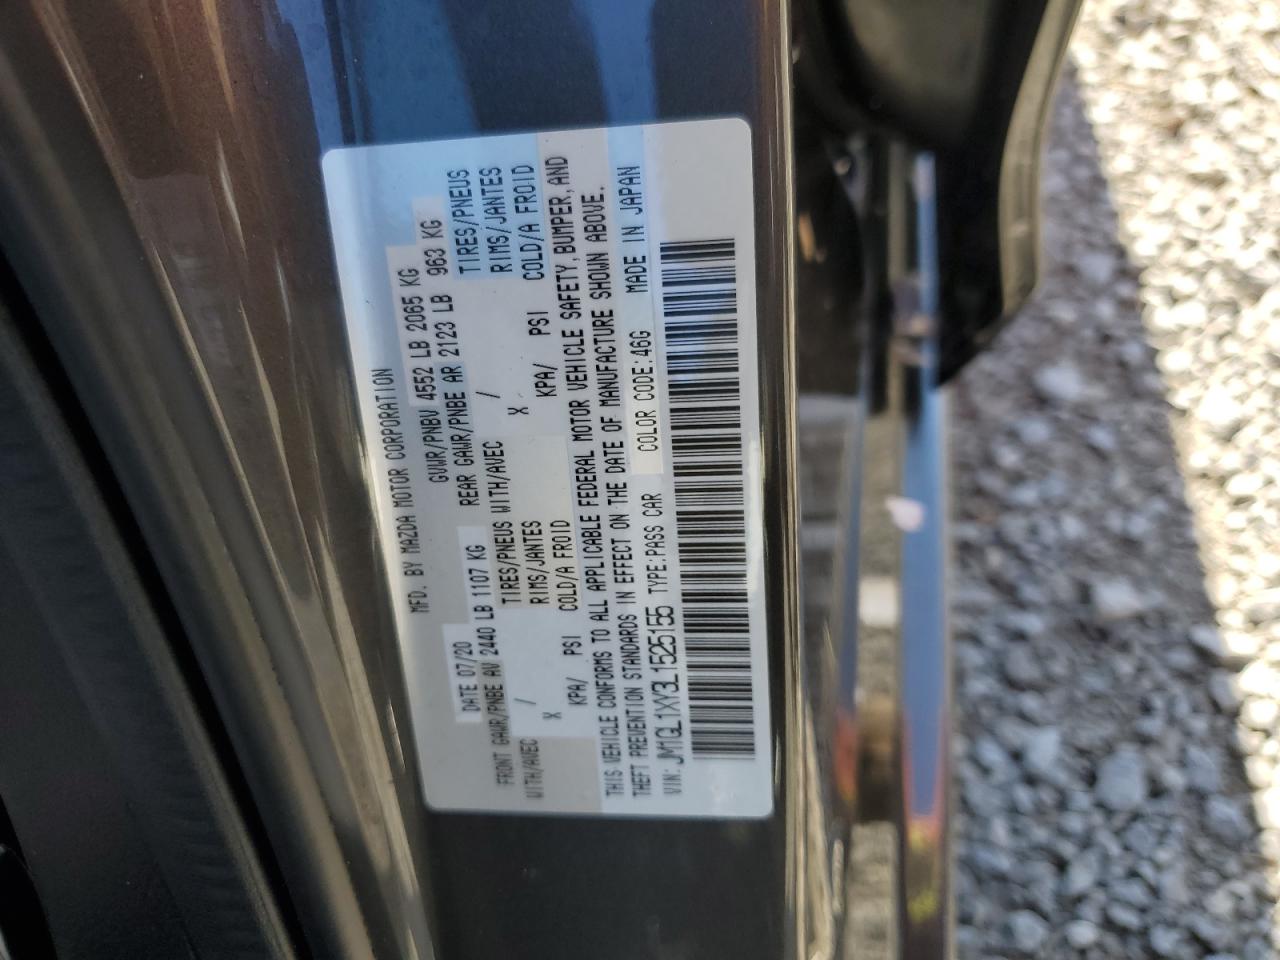 MFD. BY MAZDA MOTOR CORPORATION
DATE 07/20 GVWR/PNBV 4552 LB 2065 KG
FRONT GAWR/PNBE AV 2440 LB 1107 KG REAR GAWR/PNBE AR 2123 LB 963 KG
WITH/AVEC / TIRES/PNEUS WITH/AVEC / TIRES/PNEUS
X RIMS/JANTES X RIMS/JANTES
KPA/ PSI COLD/A FROID KPA/ PSI COLD/A FROID
THIS VEHICLE CONFORMS TO ALL APPLICABLE FEDERAL MOTOR VEHICLE SAFETY, BUMPER, AND
THEFT PREVENTION STANDARDS IN EFFECT ON THE DATE OF MANUFACTURE SHOWN ABOVE.
VIN: JM1GL1XY3L1525155 TYPE: PASS CAR COLOR CODE: 46G MADE IN JAPAN